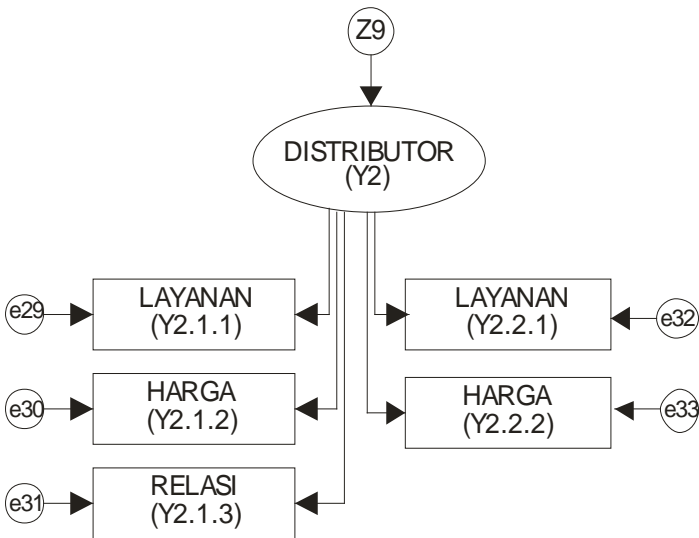 Z9
DISTRIBUTOR
(Y2)
e29
LAYANAN
(Y2.1.1)
LAYANAN
(Y2.2.1)
e32
e30
HARGA
(Y2.1.2)
HARGA
(Y2.2.2)
e33
e31
RELASI
(Y2.1.3)